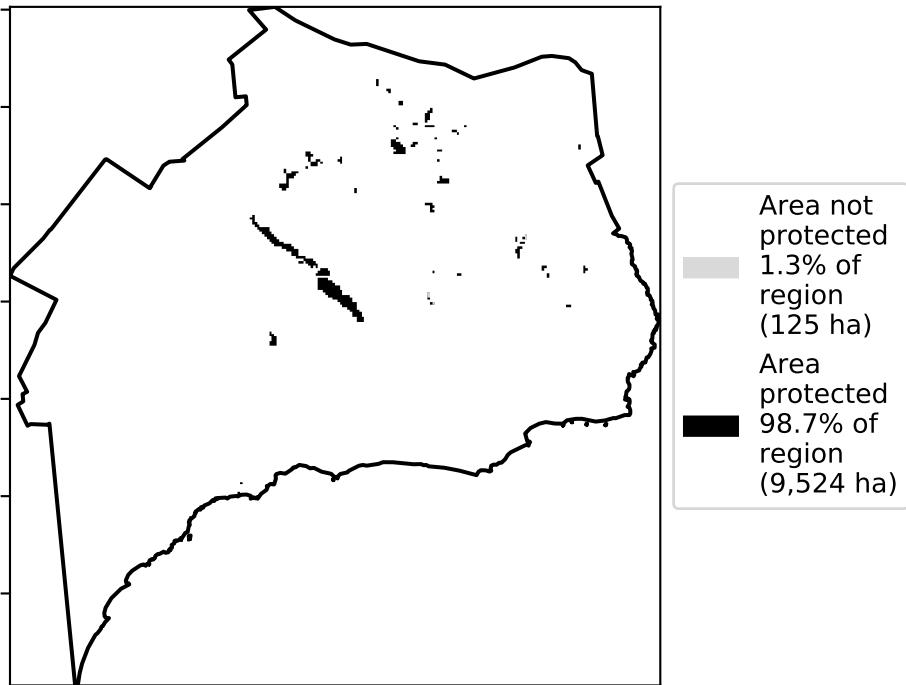 Area not
protected
1.3% of
region
(125 ha)
Area
protected
98.7% of
region
(9,524 ha)